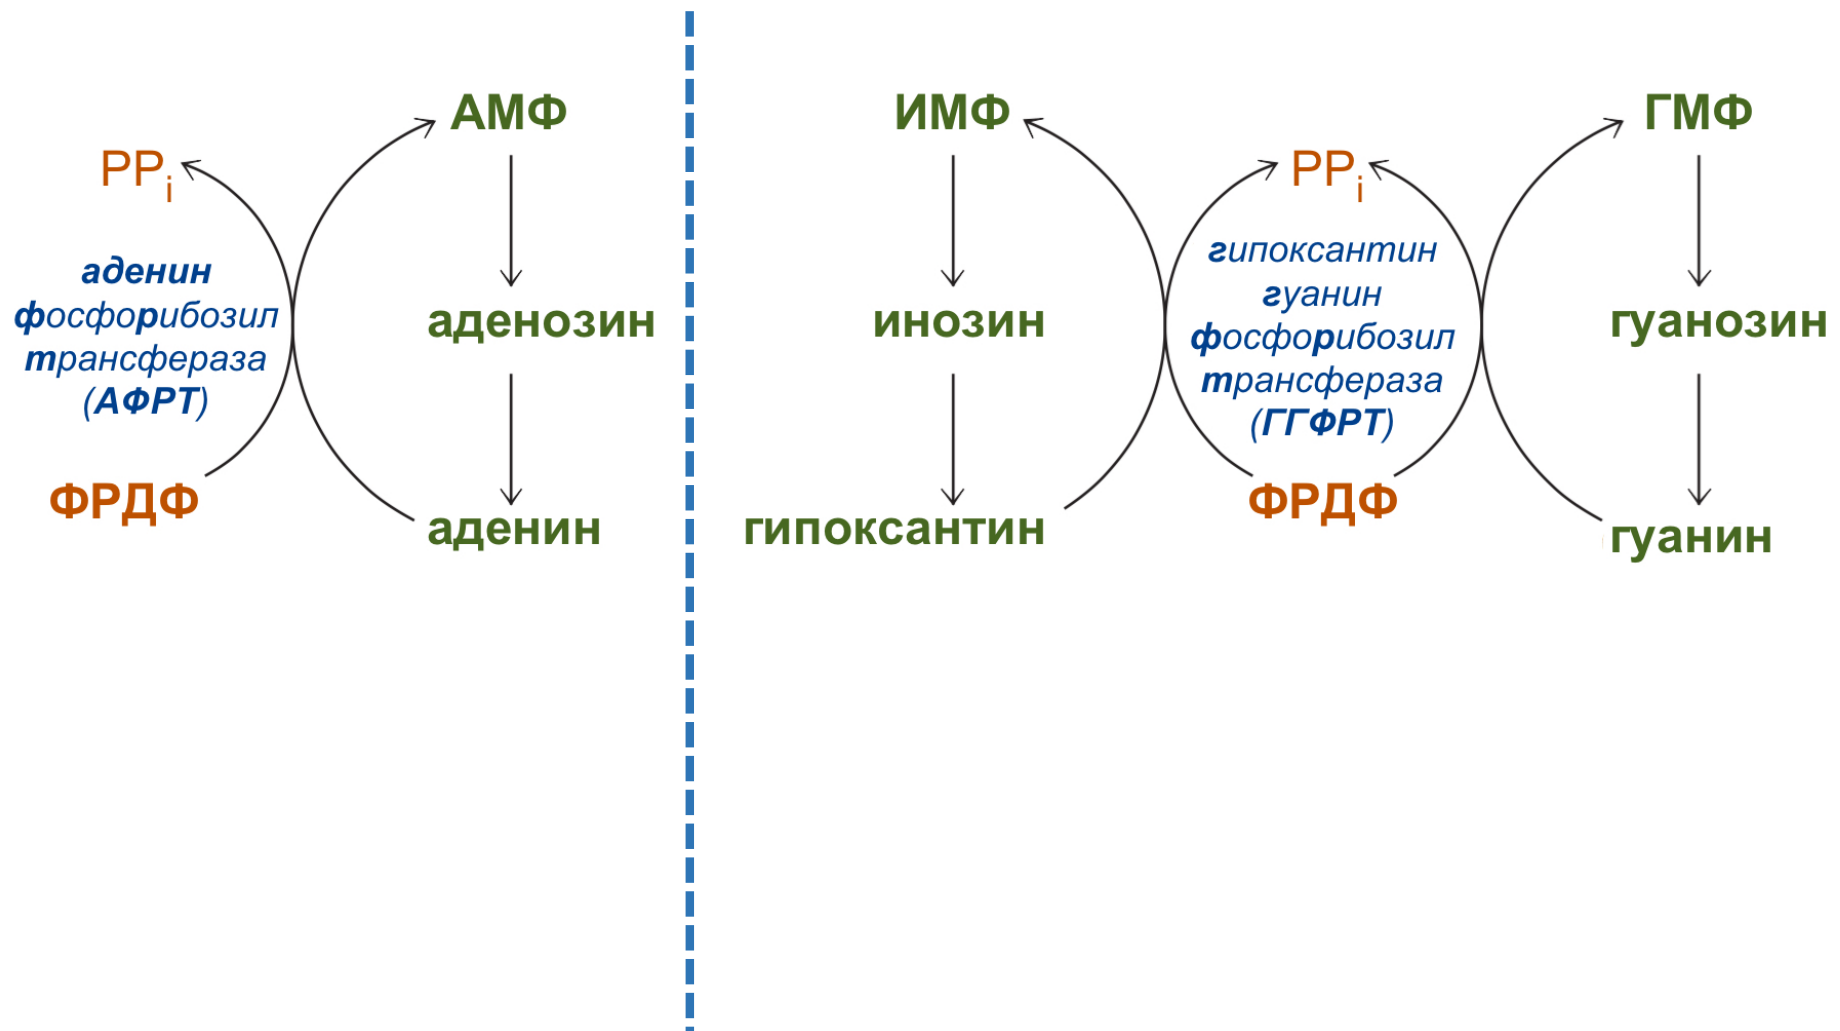 АМФ
PPi
аденин
фосфорибозил
трансфераза
(АФРТ)
аденозин
ФРДФ
аденин
ИМФ
ГМФ
PPi
гипоксантин
гуанин
фосфорибозил
трансфераза
(ГГФРТ)
инозин
гуанозин
ФРДФ
гипоксантин
гуанин